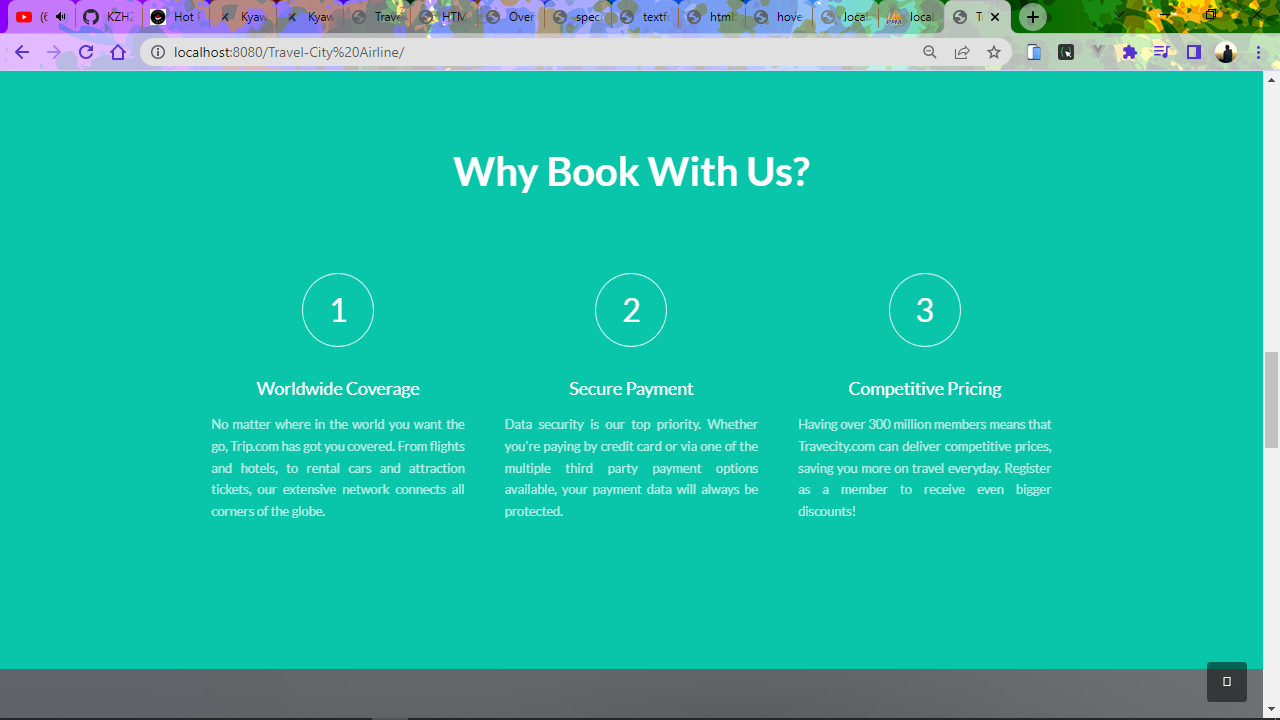 (6
KZHZ
Hot
Kyaw
Kyaw
Trave
HTM
Over
speci
textf
html
hove
local
local
localhost:8080/Travel-City%20Airline/
Why Book With Us?
1
2
3
Worldwide Coverage
Secure Payment
Competitive Pricing
No matter where in the world you want the
go, Trip.com has got you covered. From flights
and hotels, to rental cars and attraction
tickets, our extensive network connects all
corners of the globe.
Data security is our top priority. Whether
you're paying by credit card or via one of the
multiple third party payment options
available, your payment data will always be
protected.
Having over 300 million members means that
Travecity.com can deliver competitive prices,
saving you more on travel everyday. Register
as a member to receive even bigger
discounts!